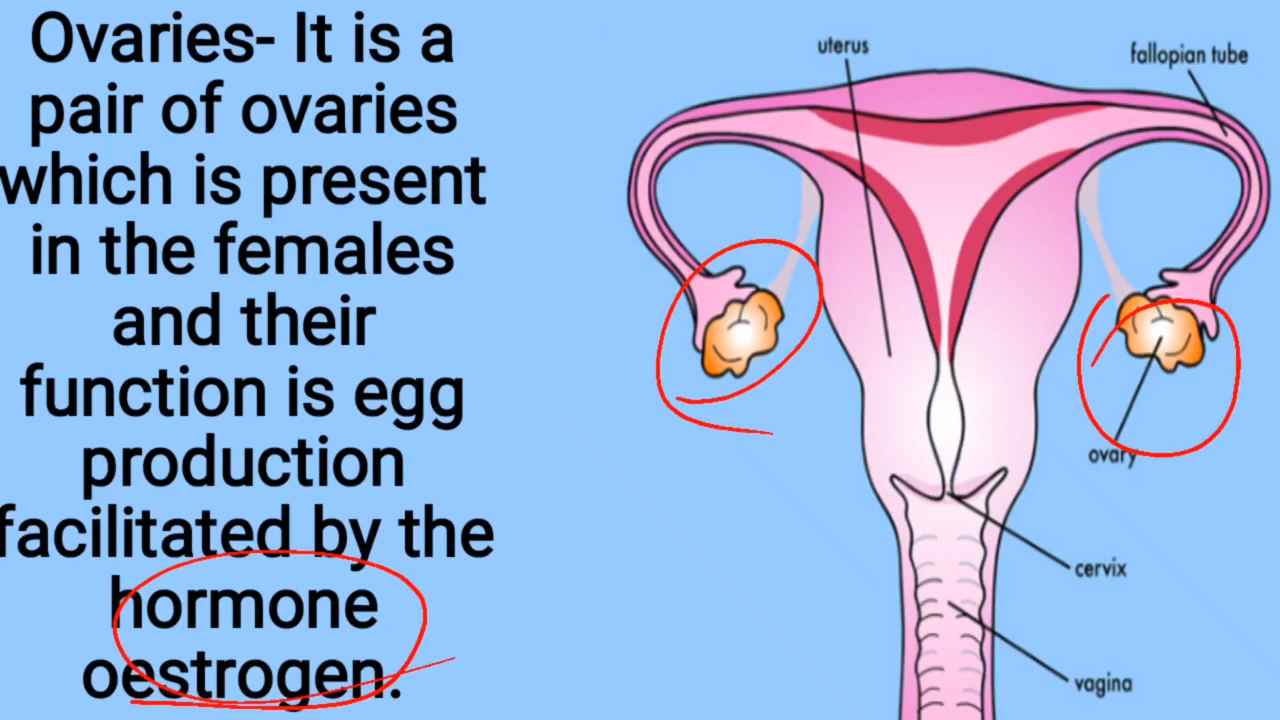 Ovaries- It is a
pair of ovaries
which is present
in the females
and their
function is egg
production
facilitated by the
hormone
oestrogen.
uterus
fallopian tube
ovary
cervix
vagina